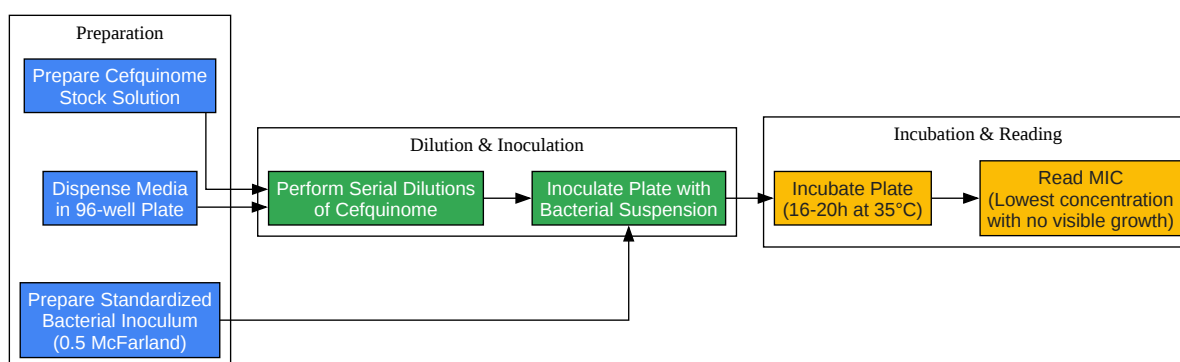 Preparation
Prepare Cefquinome
Stock Solution
Dispense Media
in 96-well Plate
Prepare Standardized
Bacterial Inoculum
(0.5 McFarland)
Dilution & Inoculation
Perform Serial Dilutions
of Cefquinome
Inoculate Plate with
Bacterial Suspension
Incubation & Reading
Incubate Plate
(16-20h at 35°C)
Read MIC
(Lowest concentration
with no visible growth)